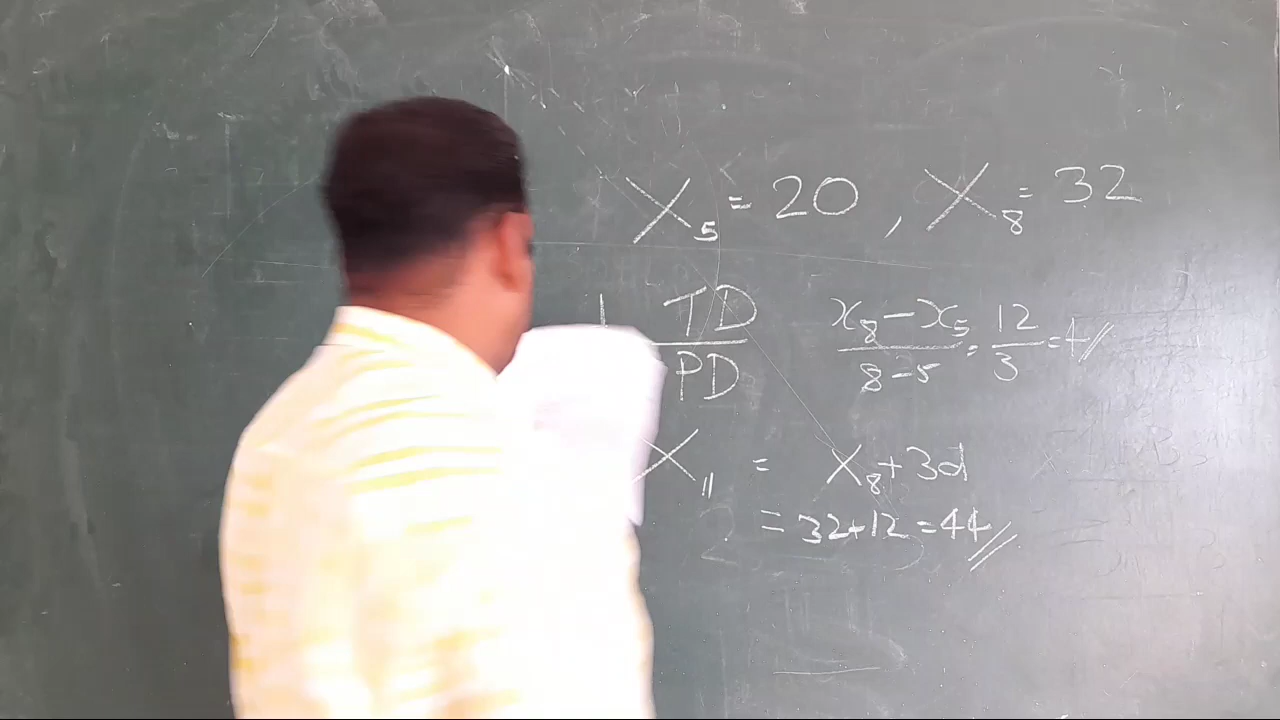 X₅ = 20 , X₈ = 32
1 TD/PD (x₈ - x₅)/(8 - 5) = 12/3 = 4//
X₁₁ = X₈ + 3d
= 32 + 12 = 44//